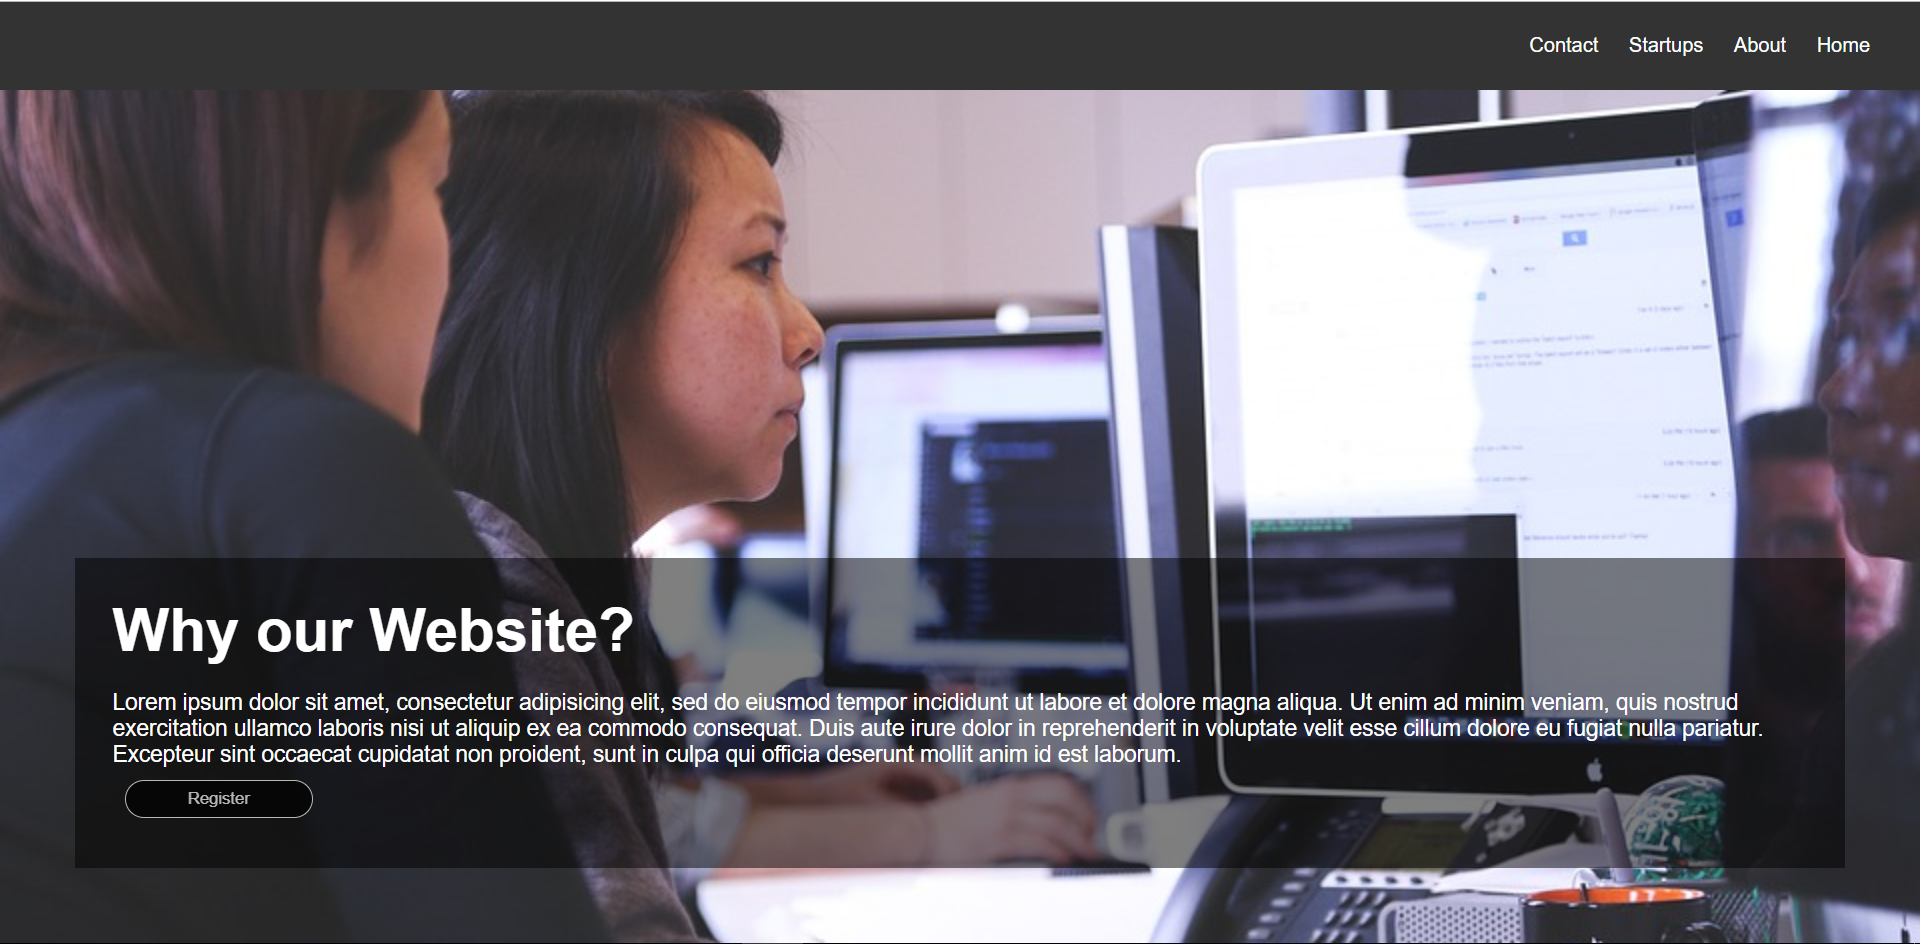 Contact Startups About Home
Why our Website?
Lorem ipsum dolor sit amet, consectetur adipisicing elit, sed do eiusmod tempor incididunt ut labore et dolore magna aliqua. Ut enim ad minim veniam, quis nostrud
exercitation ullamco laboris nisi ut aliquip ex ea commodo consequat. Duis aute irure dolor in reprehenderit in voluptate velit esse cillum dolore eu fugiat nulla pariatur.
Excepteur sint occaecat cupidatat non proident, sunt in culpa qui officia deserunt mollit anim id est laborum.
Register